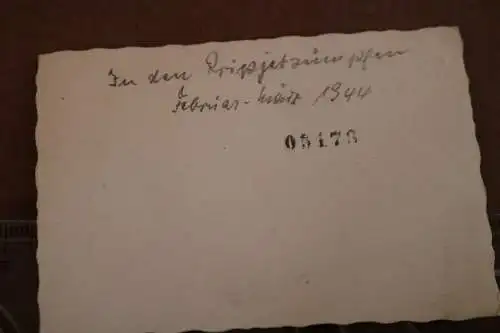 In den Pripjetsümpfen
Februar - März 1944
05173